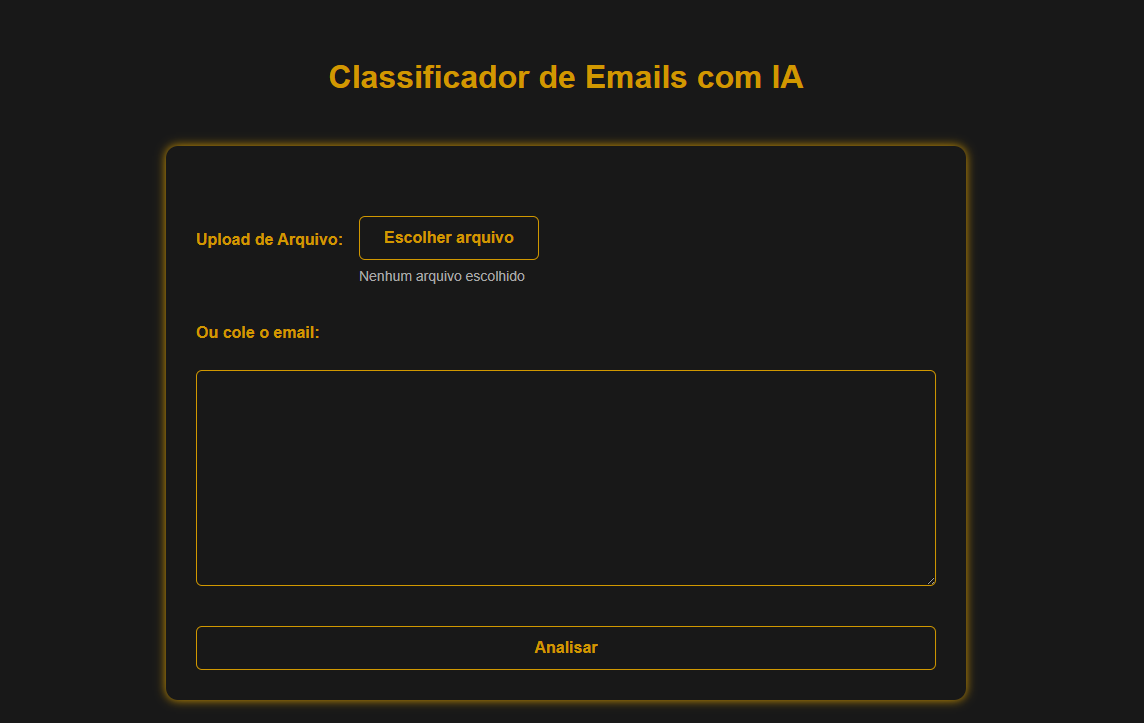 Classificador de Emails com IA
Upload de Arquivo:
Escolher arquivo
Nenhum arquivo escolhido
Ou cole o email:
Analisar